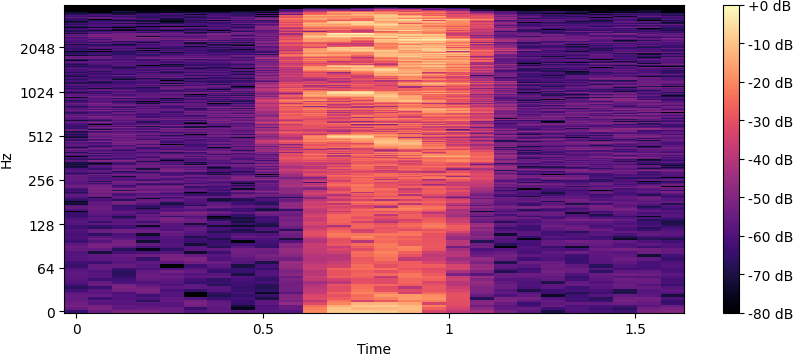 +0 dB
2048
-10 dB
1024
-20 dB
512
-30 dB
Hz
256
-40 dB
128
-50 dB
64
-60 dB
0
-70 dB
-80 dB
0
0.5
1
1.5
Time